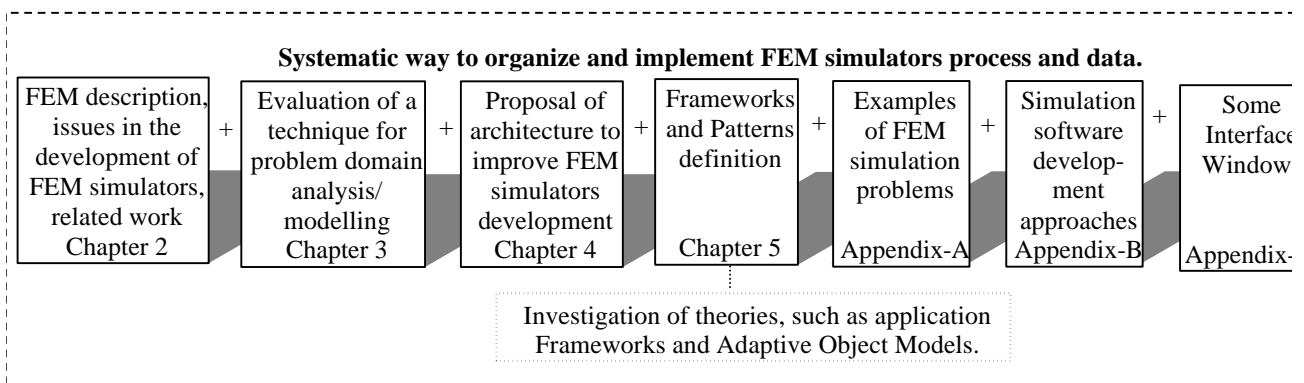 Systematic way to organize and implement FEM simulators process and data.
FEM description,
issues in the
development of
FEM simulators,
related work
Chapter 2
+
Evaluation of a
technique for
problem domain
analysis/
modelling
Chapter 3
+
Proposal of
architecture to
improve FEM
simulators
development
Chapter 4
+
Frameworks
and Patterns
definition
Chapter 5
+
Examples
of FEM
simulation
problems
Appendix-A
+
Simulation
software
develop-
ment
approaches
Appendix-B
+
Some
Interface
Window
Appendix-
Investigation of theories, such as application
Frameworks and Adaptive Object Models.